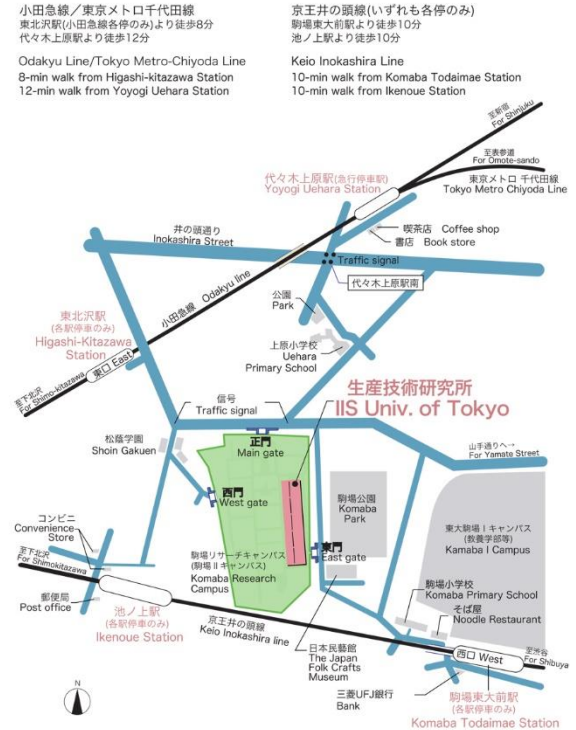 小田急線／東京メトロ千代田線
東北沢駅(小田急線各停のみ)より徒歩8分
代々木上原駅より徒歩12分
Odakyu Line/Tokyo Metro-Chiyoda Line
8-min walk from Higashi-kitazawa Station
12-min walk from Yoyogi Uehara Station
京王井の頭線(いずれも各停のみ)
駒場東大前駅より徒歩10分
池ノ上駅より徒歩10分
Keio Inokashira Line
10-min walk from Komaba Todaimae Station
10-min walk from Ikenoue Station
至新宿
For Shinjuku
至表参道
For Omote-sando
東京メトロ 千代田線
Tokyo Metro Chiyoda Line
代々木上原駅(急行停車駅)
Yoyogi Uehara Station
喫茶店 Coffee shop
書店 Book store
井の頭通り
Inokashira Street
Traffic signal
代々木上原駅南
小田急線 Odakyu line
公園
Park
東北沢駅
(各駅停車のみ)
Higashi-Kitazawa
Station
東口 East
至下北沢
For Shimo-kitazawa
上原小学校
Uehara
Primary School
生産技術研究所
IIS Univ. of Tokyo
信号
Traffic signal
松蔭学園
Shoin Gakuen
正門
Main gate
山手通りへ→
For Yamate Street
西門
West gate
駒場公園
Komaba
Park
東大駒場Ⅰキャンパス
(教養学部等)
Kamaba I Campus
コンビニ
Convenience
Store
東門
East gate
駒場リサーチキャンパス
(駒場Ⅱキャンパス)
Komaba Research
Campus
至下北沢
For Shimokitazawa
駒場小学校
Komaba Primary School
そば屋
Noodle Restaurant
郵便局
Post office
池ノ上駅
(各駅停車のみ)
Ikenoue Station
京王井の頭線
Keio Inokashira line
日本民藝館
The Japan
Folk Crafts
Museum
西口 West
至渋谷
For Shibuya
三菱UFJ銀行
Bank
駒場東大前駅
(各駅停車のみ)
Komaba Todaimae Station
N